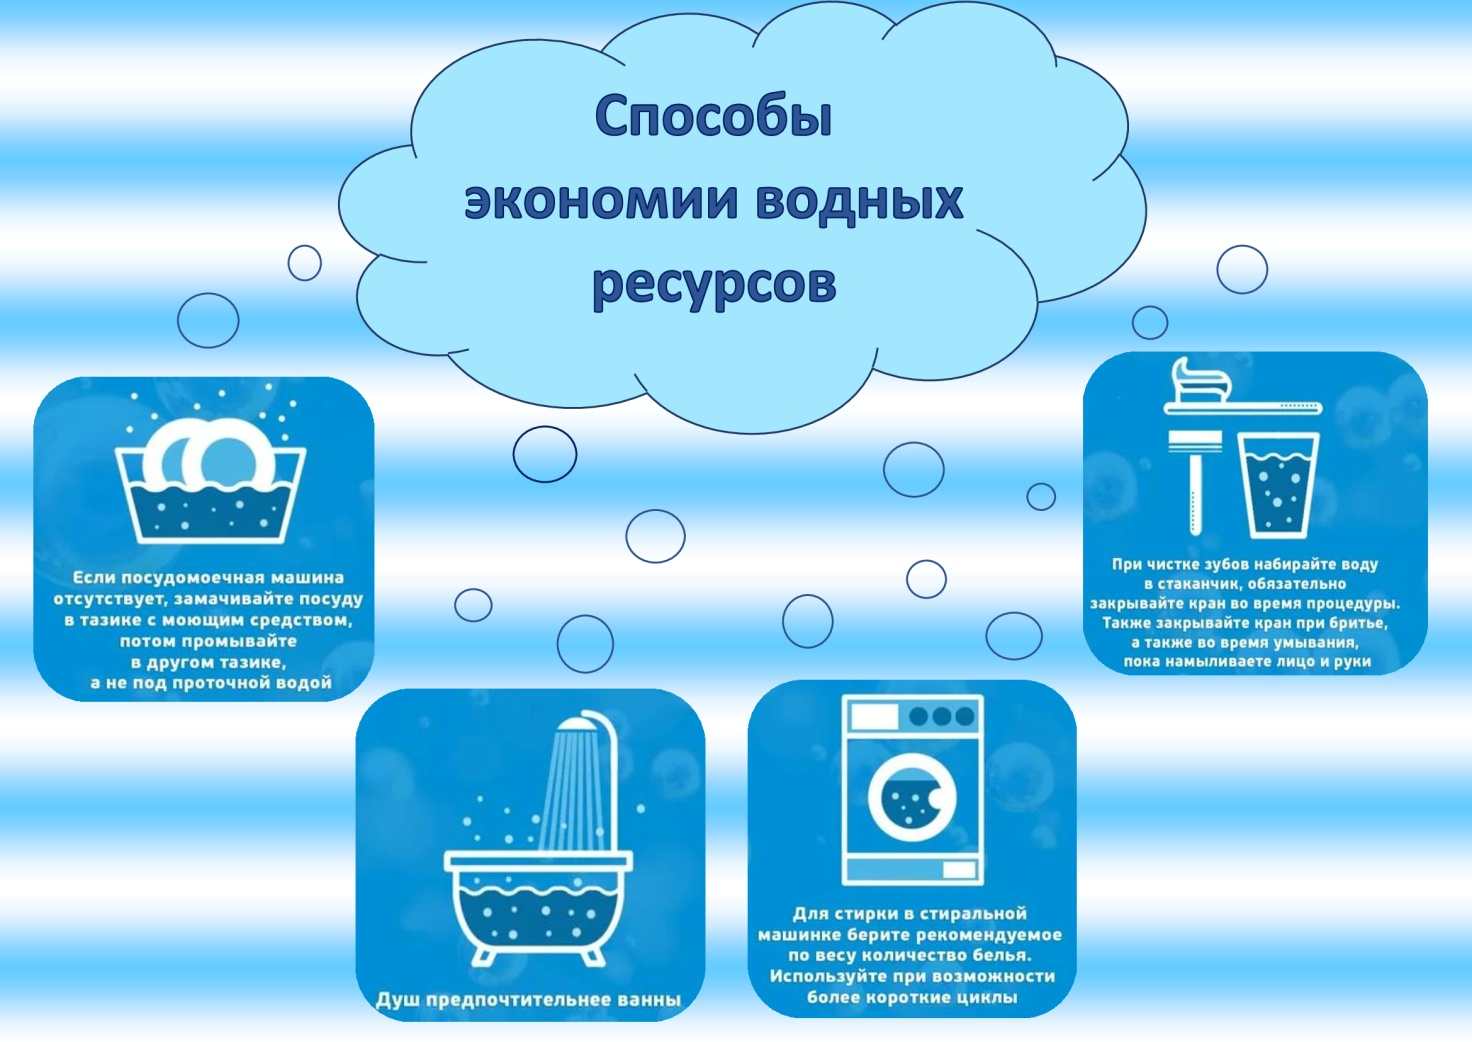 Способы
экономии водных
ресурсов
Если посудомоечная машина
отсутствует, замачивайте посуду
в тазике с моющим средством,
потом промывайте
в другом тазике,
а не под проточной водой
При чистке зубов набирайте воду
в стаканчик, обязательно
закрывайте кран во время процедуры.
Также закрывайте кран при бритье,
а также во время умывания,
пока намыливаете лицо и руки
Душ предпочтительнее ванны
Для стирки в стиральной
машинке берите рекомендуемое
по весу количество белья.
Используйте при возможности
более короткие циклы